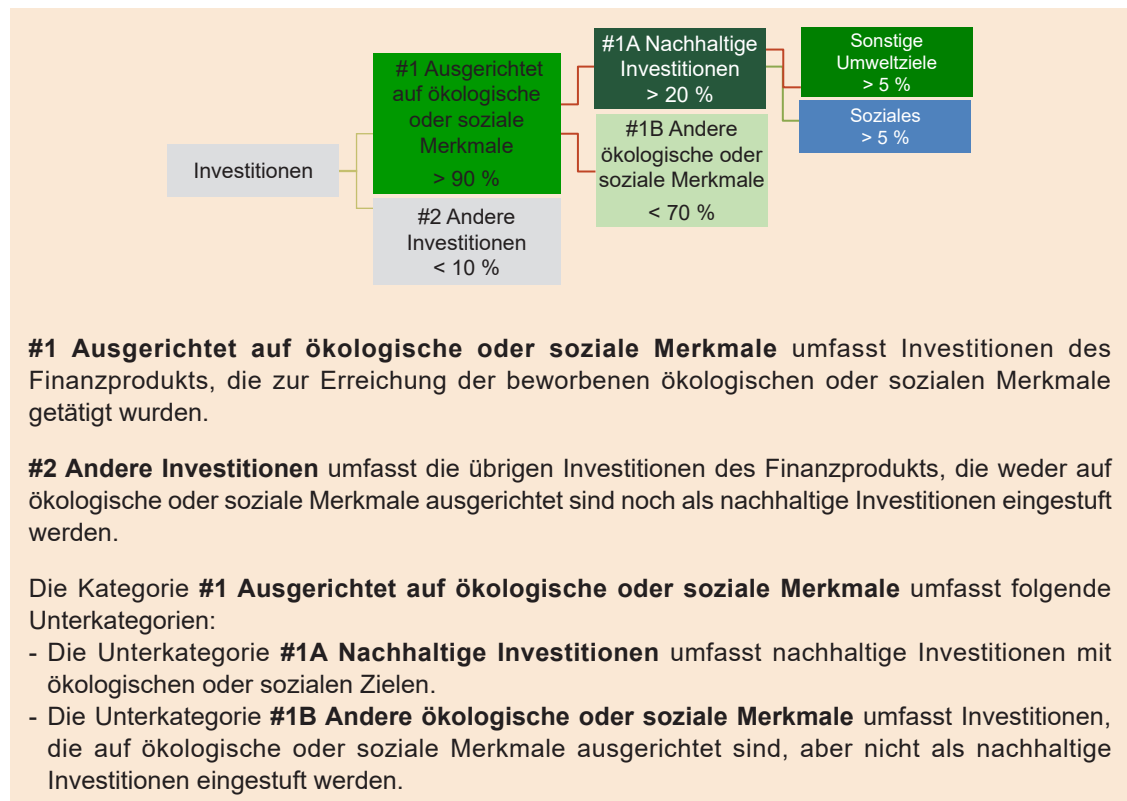 Investitionen
#1 Ausgerichtet
auf ökologische
oder soziale
Merkmale
> 90 %
#2 Andere
Investitionen
< 10 %
#1A Nachhaltige
Investitionen
> 20 %
#1B Andere
ökologische oder
soziale Merkmale
< 70 %
Sonstige
Umweltziele
> 5 %
Soziales
> 5 %
#1 Ausgerichtet auf ökologische oder soziale Merkmale umfasst Investitionen des
Finanzprodukts, die zur Erreichung der beworbenen ökologischen oder sozialen Merkmale
getätigt wurden.
#2 Andere Investitionen umfasst die übrigen Investitionen des Finanzprodukts, die weder auf
ökologische oder soziale Merkmale ausgerichtet sind noch als nachhaltige Investitionen eingestuft
werden.
Die Kategorie #1 Ausgerichtet auf ökologische oder soziale Merkmale umfasst folgende
Unterkategorien:
- Die Unterkategorie #1A Nachhaltige Investitionen umfasst nachhaltige Investitionen mit
ökologischen oder sozialen Zielen.
- Die Unterkategorie #1B Andere ökologische oder soziale Merkmale umfasst Investitionen,
die auf ökologische oder soziale Merkmale ausgerichtet sind, aber nicht als nachhaltige
Investitionen eingestuft werden.